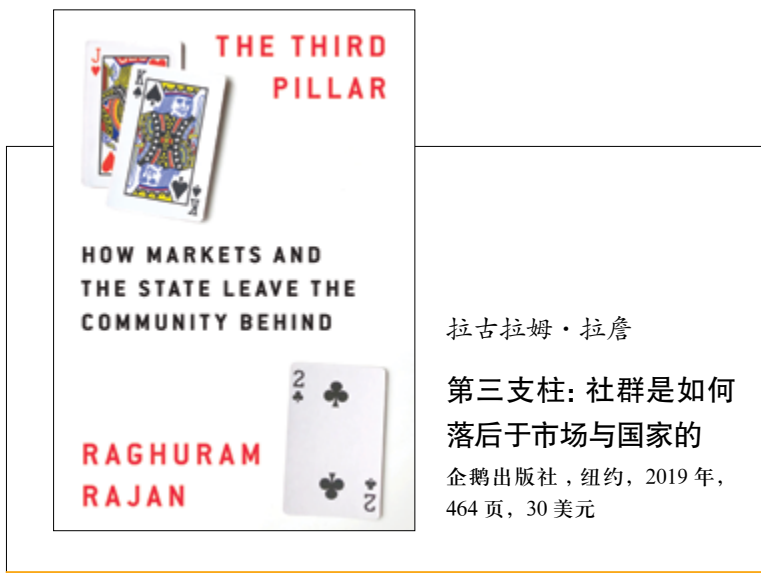 THE THIRD
PILLAR
J
K
K
HOW MARKETS AND
THE STATE LEAVE THE
COMMUNITY BEHIND
2
2
RAGHURAM
RAJAN
拉古拉姆·拉詹
第三支柱: 社群是如何
落后于市场与国家的
企鹅出版社 , 纽约, 2019 年,
464 页, 30 美元